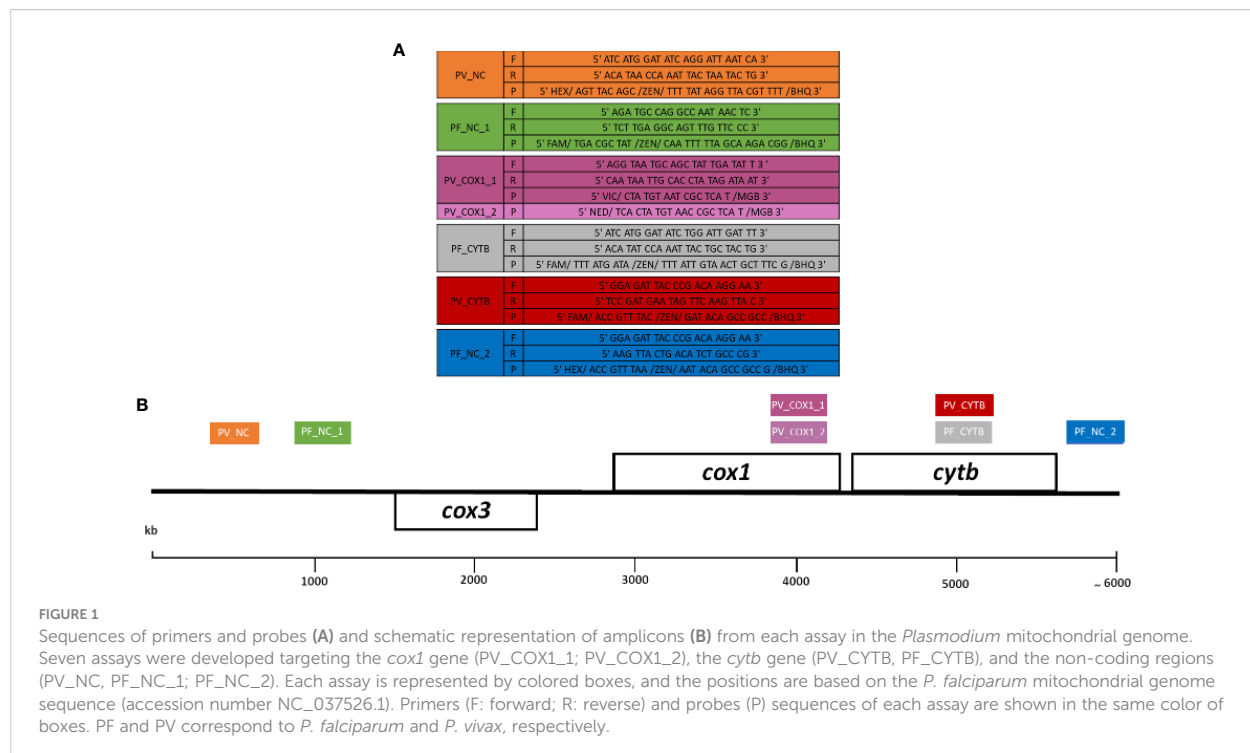 A
PV_NC
F 5' ATC ATG GAT ATC AGG ATT AAT CA 3'
R 5' ACA TAA CCA AAT TAC TAA TAC TG 3'
P 5' HEX/ AGT TAC AGC /ZEN/ TTT TAT AGG TTA CGT TTT /BHQ 3'
PF_NC_1
F 5' AGA TGC CAG GCC AAT AAC TC 3'
R 5' TCT TGA GGC AGT TTG TTC CC 3'
P 5' FAM/ TGA CGC TAT /ZEN/ CAA TTT TTA GCA AGA CGG /BHQ 3'
PV_COX1_1
F 5' AGG TAA TGC AGC TAT TGA TAT T 3 '
R 5' CAA TAA TTG CAC CTA TAG ATA AT 3'
P 5' VIC/ CTA TGT AAT CGC TCA T /MGB 3'
PV_COX1_2 P 5' NED/ TCA CTA TGT AAC CGC TCA T /MGB 3'
PF_CYTB
F 5' ATC ATG GAT ATC TGG ATT GAT TT 3'
R 5' ACA TAT CCA AAT TAC TGC TAC TG 3'
P 5' FAM/ TTT ATG ATA /ZEN/ TTT ATT GTA ACT GCT TTC G /BHQ 3'
PV_CYTB
F 5' GGA GAT TAC CCG ACA AGG AA 3'
R 5' TCC GAT GAA TAG TTC AAG TTA C 3'
P 5' FAM/ ACC GTT TAC /ZEN/ GAT ACA GCC GCC /BHQ 3'
PF_NC_2
F 5' GGA GAT TAC CCG ACA AGG AA 3'
R 5' AAG TTA CTG ACA TCT GCC CG 3'
P 5' HEX/ ACC GTT TAA /ZEN/ AAT ACA GCC GCC G /BHQ 3'
B
PV_COX1_1 PV_CYTB
PV_NC PF_NC_1 PV_COX1_2 PF_CYTB PF_NC_2
cox1 cytb
cox3
kb
1000 2000 3000 4000 5000 ~ 6000
FIGURE 1
Sequences of primers and probes (A) and schematic representation of amplicons (B) from each assay in the Plasmodium mitochondrial genome.
Seven assays were developed targeting the cox1 gene (PV_COX1_1; PV_COX1_2), the cytb gene (PV_CYTB, PF_CYTB), and the non-coding regions
(PV_NC, PF_NC_1; PF_NC_2). Each assay is represented by colored boxes, and the positions are based on the P. falciparum mitochondrial genome
sequence (accession number NC_037526.1). Primers (F: forward; R: reverse) and probes (P) sequences of each assay are shown in the same color of
boxes. PF and PV correspond to P. falciparum and P. vivax, respectively.